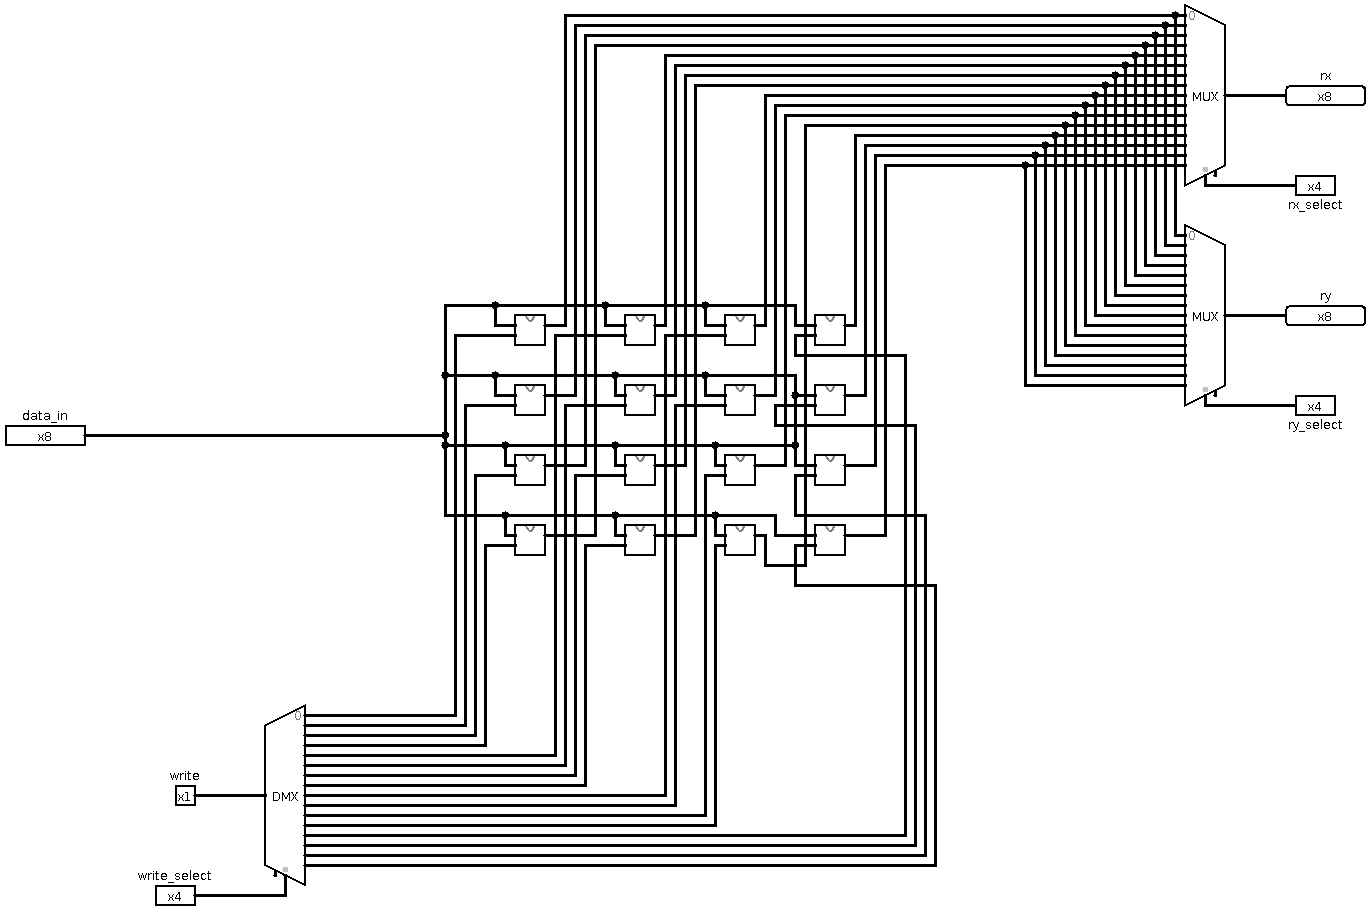 0
rx
MUX
x8
x4
rx_select
0
ry
MUX
x8
x4
ry_select
data_in
x8
0
write
x1
DMX
write_select
x4